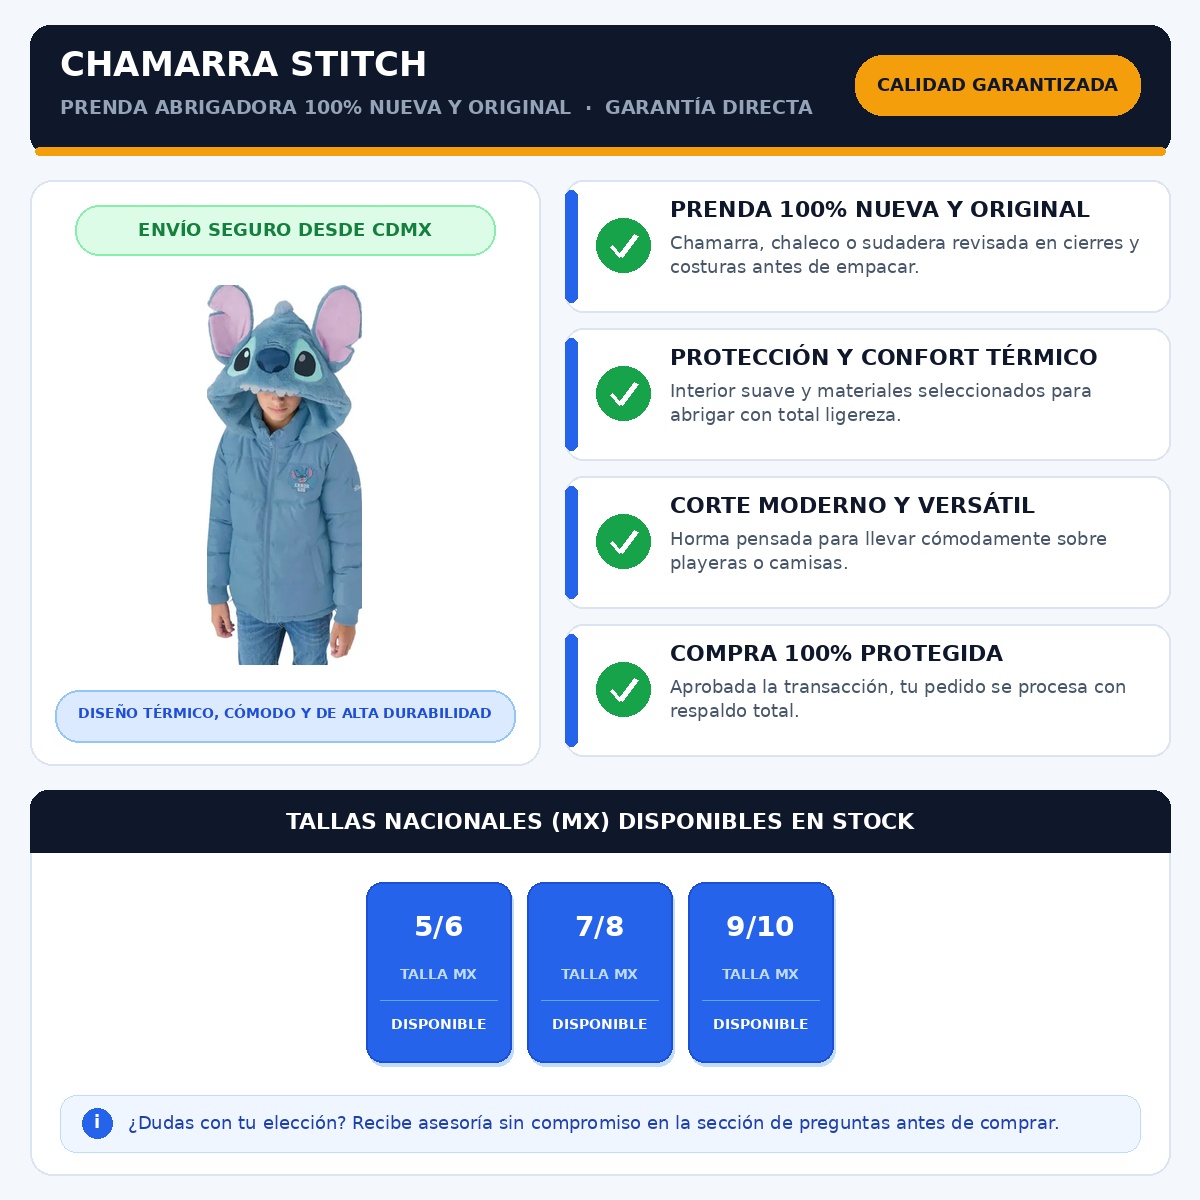 CHAMARRA STITCH
PRENDA ABRIGADORA 100% NUEVA Y ORIGINAL · GARANTÍA DIRECTA
CALIDAD GARANTIZADA
ENVÍO SEGURO DESDE CDMX
DISEÑO TÉRMICO, CÓMODO Y DE ALTA DURABILIDAD
PRENDA 100% NUEVA Y ORIGINAL
Chamarra, chaleco o sudadera revisada en cierres y
costuras antes de empacar.
PROTECCIÓN Y CONFORT TÉRMICO
Interior suave y materiales seleccionados para
abrigar con total ligereza.
CORTE MODERNO Y VERSÁTIL
Horma pensada para llevar cómodamente sobre
playeras o camisas.
COMPRA 100% PROTEGIDA
Aprobada la transacción, tu pedido se procesa con
respaldo total.
TALLAS NACIONALES (MX) DISPONIBLES EN STOCK
5/6
TALLA MX
DISPONIBLE
7/8
TALLA MX
DISPONIBLE
9/10
TALLA MX
DISPONIBLE
i
¿Dudas con tu elección? Recibe asesoría sin compromiso en la sección de preguntas antes de comprar.